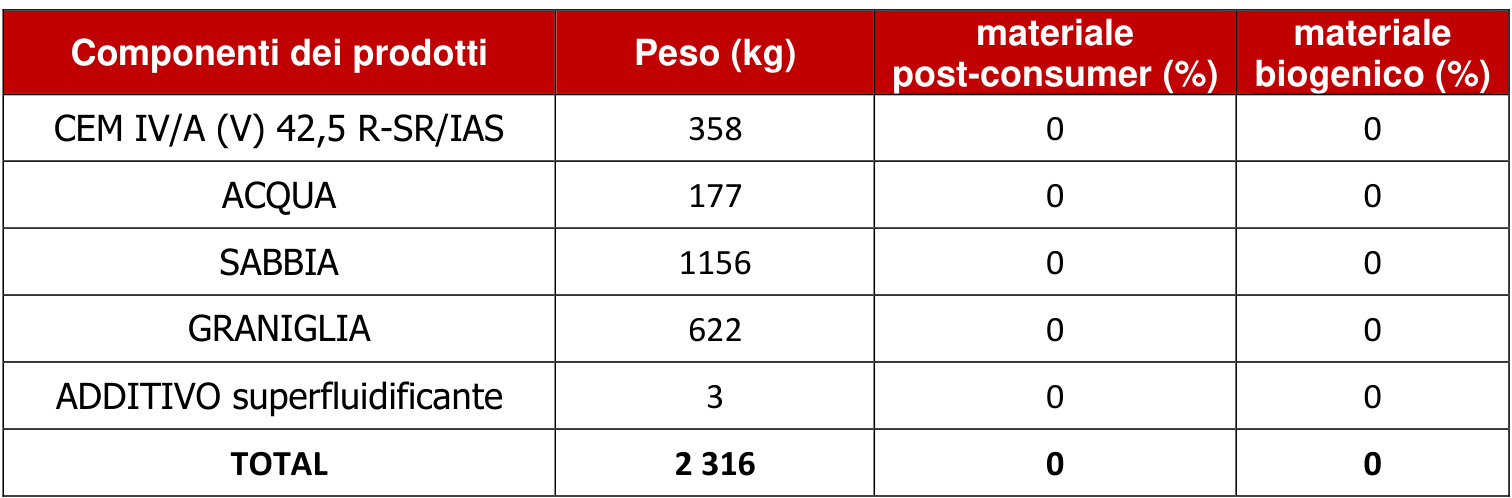 Componenti dei prodotti Peso (kg) materiale post-consumer (%) materiale biogenico (%)
CEM IV/A (V) 42,5 R-SR/IAS 358 0 0
ACQUA 177 0 0
SABBIA 1156 0 0
GRANIGLIA 622 0 0
ADDITIVO superfluidificante 3 0 0
TOTAL 2 316 0 0